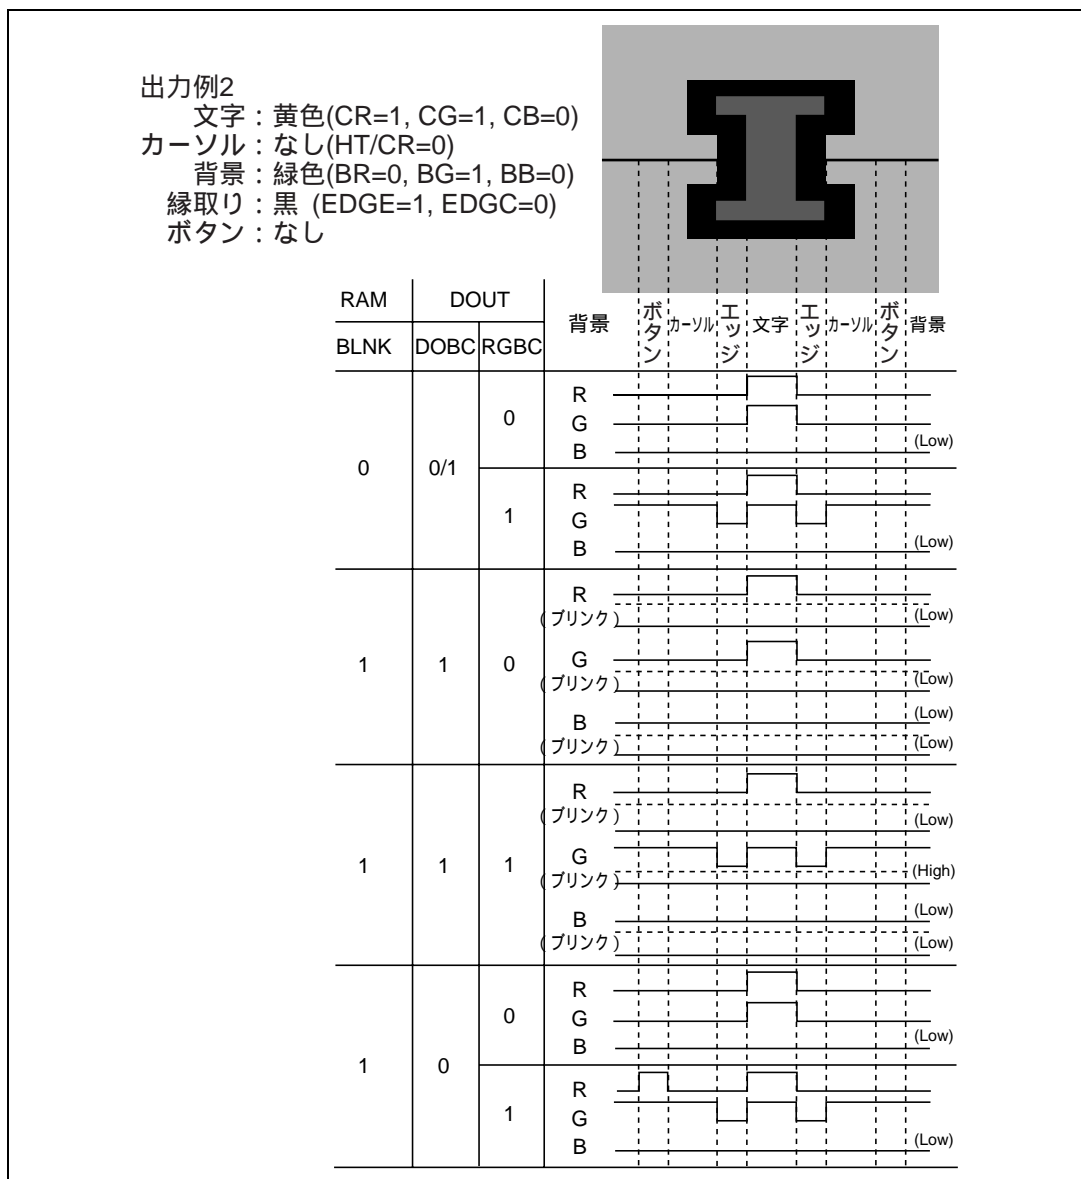 出力例2
文字：黄色(CR=1, CG=1, CB=0)
カーソル：なし(HT/CR=0)
背景：緑色(BR=0, BG=1, BB=0)
縁取り：黒 (EDGE=1, EDGC=0)
ボタン：なし
RAM DOUT
BLNK DOBC RGBC
背景 ボタン カーソル エッジ 文字 エッジ カーソル ボタン 背景
0 0/1 0
R
G
B (Low)
1
R
G
B (Low)
1 1 0
R
(ブリンク) (Low)
G
(ブリンク) (Low)
B (Low)
(ブリンク) (Low)
1 1 1
R
(ブリンク) (Low)
G
(ブリンク) (High)
B (Low)
(ブリンク) (Low)
1 0 0
R
G
B (Low)
1
R
G
B (Low)